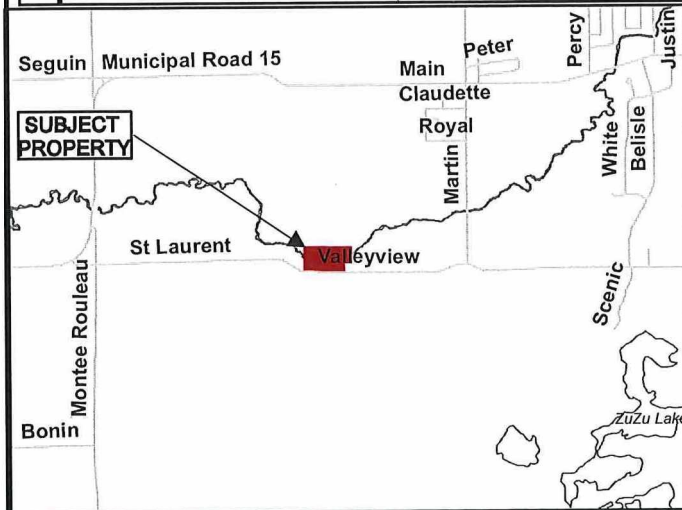 Seguin
Municipal Road 15
Main
Peter
Percy
Justin
Claudette
Royal
SUBJECT
PROPERTY
Martin
White
Belisle
St Laurent
Valleyview
Montee Rouleau
Scenic
Bonin
ZuZu Lake